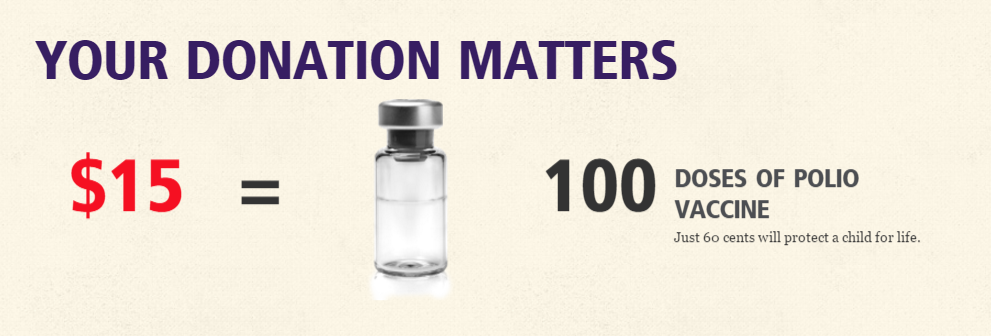 YOUR DONATION MATTERS
$15 = 100 DOSES OF POLIO
VACCINE
Just 60 cents will protect a child for life.